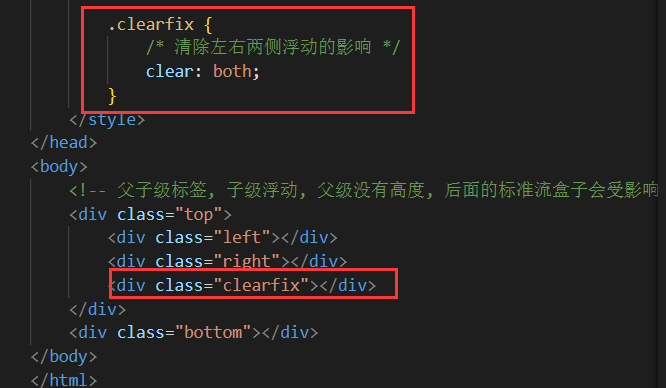 .clearfix {
/* 清除左右两侧浮动的影响 */
clear: both;
}
</style>
</head>
<body>
<!-- 父子级标签, 子级浮动, 父级没有高度, 后面的标准流盒子会受影响
<div class="top">
<div class="left"></div>
<div class="right"></div>
<div class="clearfix"></div>
</div>
<div class="bottom"></div>
</body>
</html>